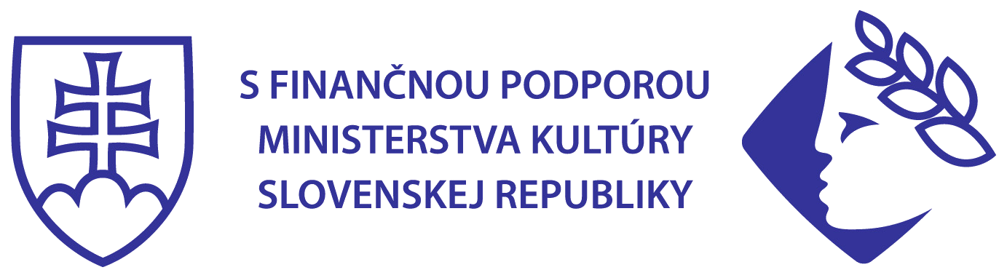 S FINANČNOU PODPOROU
MINISTERSTVA KULTÚRY
SLOVENSKEJ REPUBLIKY